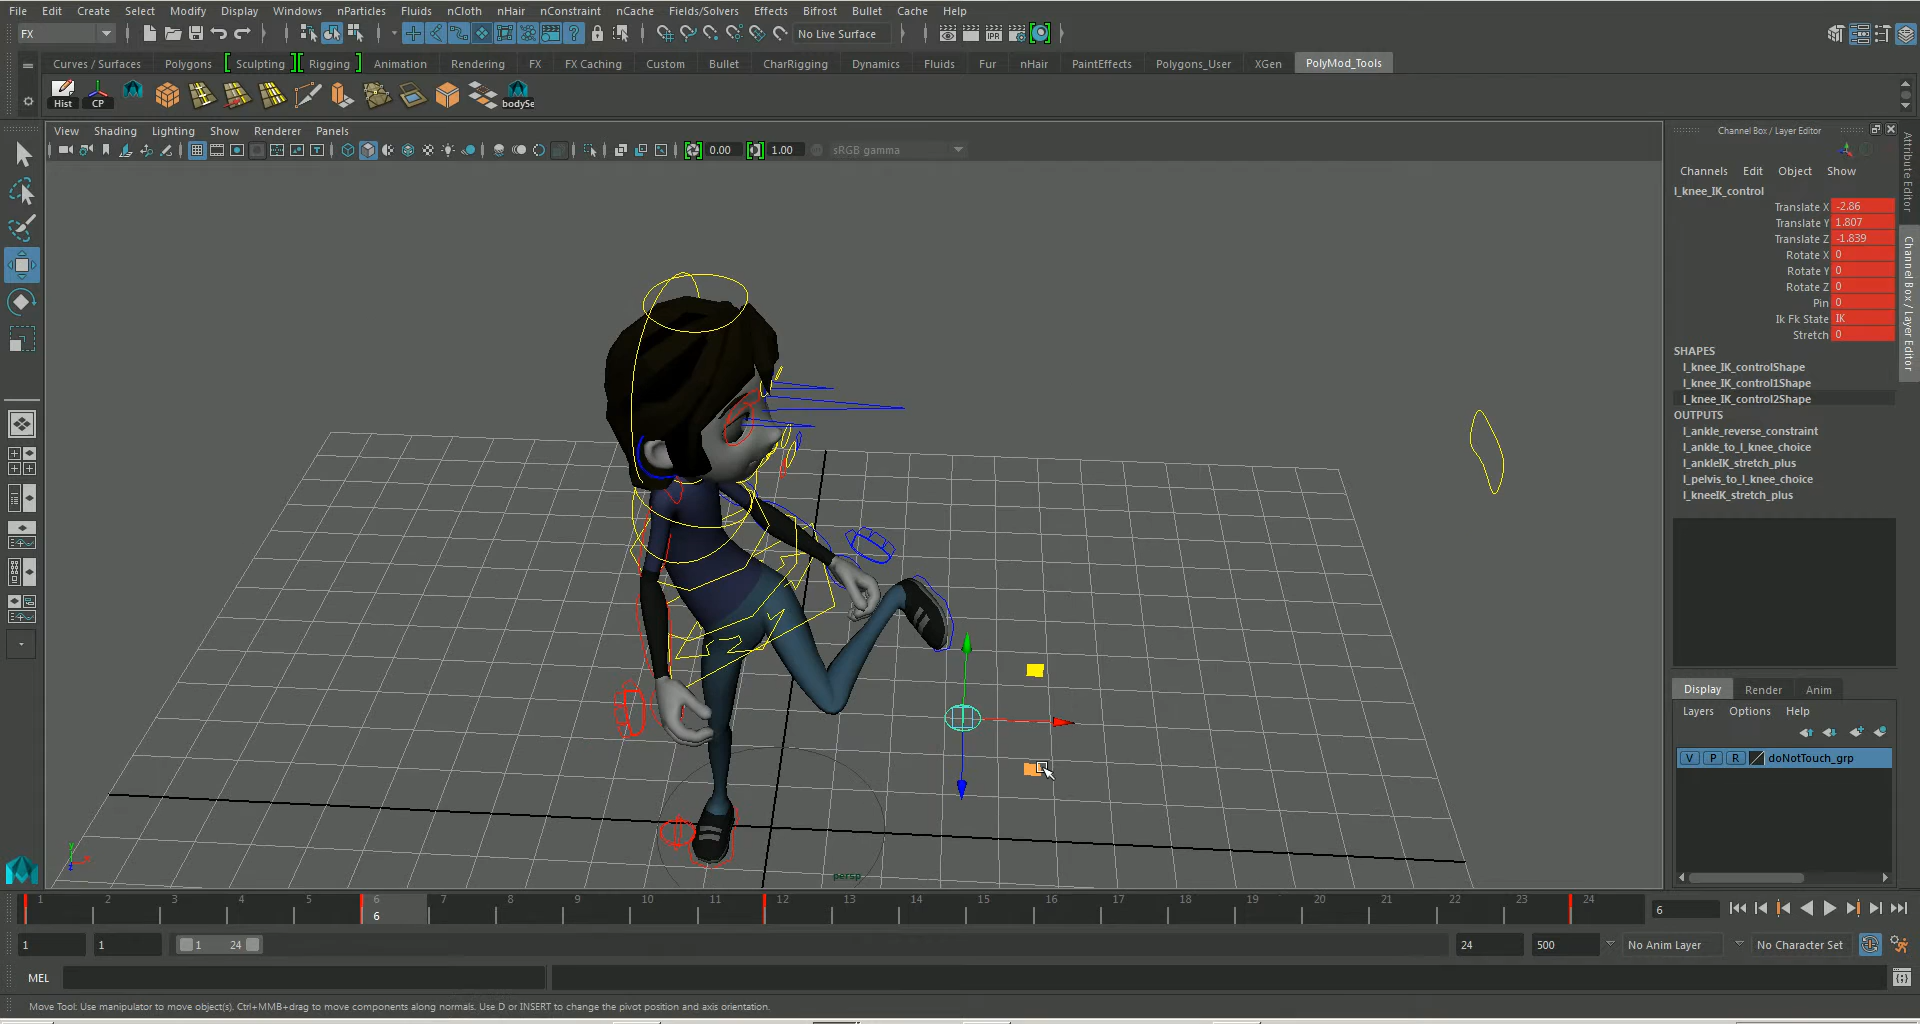 File Edit Create Select Modify Display Windows nParticles Fluids nCloth nHair nConstraint nCache Fields/Solvers Effects Bifrost Bullet Cache Help
FX No Live Surface IPR
Curves / Surfaces Polygons Sculpting Rigging Animation Rendering FX FX Caching Custom Bullet CharRigging Dynamics Fluids Fur nHair PaintEffects Polygons_User XGen PolyMod_Tools
Hist CP bodySe
View Shading Lighting Show Renderer Panels
0.00 1.00 sRGB gamma
Channel Box / Layer Editor
Channels Edit Object Show
l_knee_IK_control
Translate X -2.86
Translate Y 1.807
Translate Z -1.839
Rotate X 0
Rotate Y 0
Rotate Z 0
Pin 0
Ik Fk State IK
Stretch 0
SHAPES
l_knee_IK_controlShape
l_knee_IK_control1Shape
l_knee_IK_control2Shape
OUTPUTS
l_ankle_reverse_constraint
l_ankle_to_l_knee_choice
l_ankleIK_stretch_plus
l_pelvis_to_l_knee_choice
l_kneeIK_stretch_plus
Attribute Editor
Channel Box / Layer Editor
Display Render Anim
Layers Options Help
V P R doNotTouch_grp
persp
1 2 3 4 5 6 7 8 9 10 11 12 13 14 15 16 17 18 19 20 21 22 23 24
6 6
1 1 1 24 24 500 No Anim Layer No Character Set
MEL
Move Tool: Use manipulator to move object(s). Ctrl+MMB+drag to move components along normals. Use D or INSERT to change the pivot position and axis orientation.